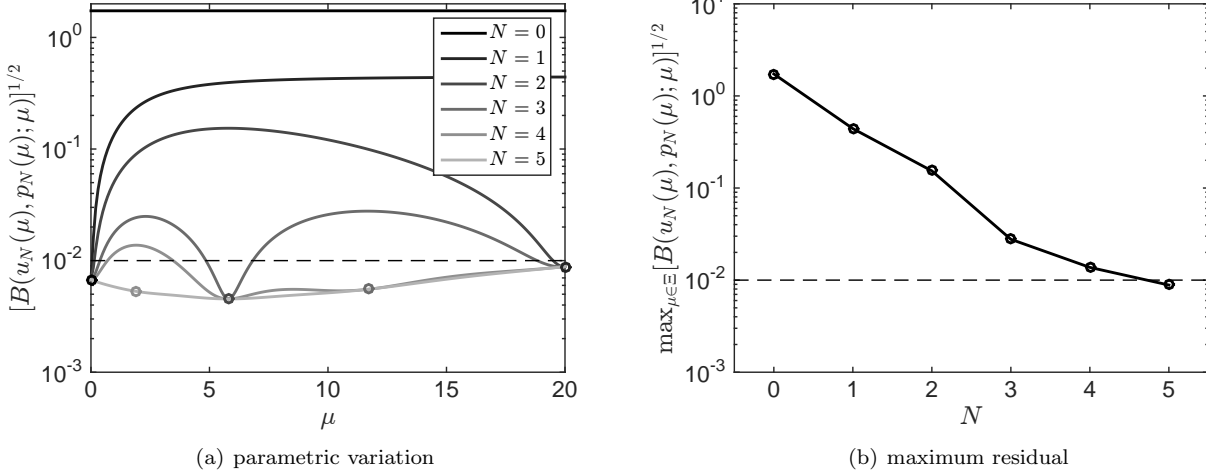 [B(u_N(μ), p_N(μ); μ)]^{1/2}
10^0
10^{-1}
10^{-2}
10^{-3}
N = 0
N = 1
N = 2
N = 3
N = 4
N = 5
0 5 10 15 20
μ
(a) parametric variation
max_{μ∈Ξ}[B(u_N(μ), p_N(μ); μ)]^{1/2}
10^1
10^0
10^{-1}
10^{-2}
10^{-3}
0 1 2 3 4 5
N
(b) maximum residual